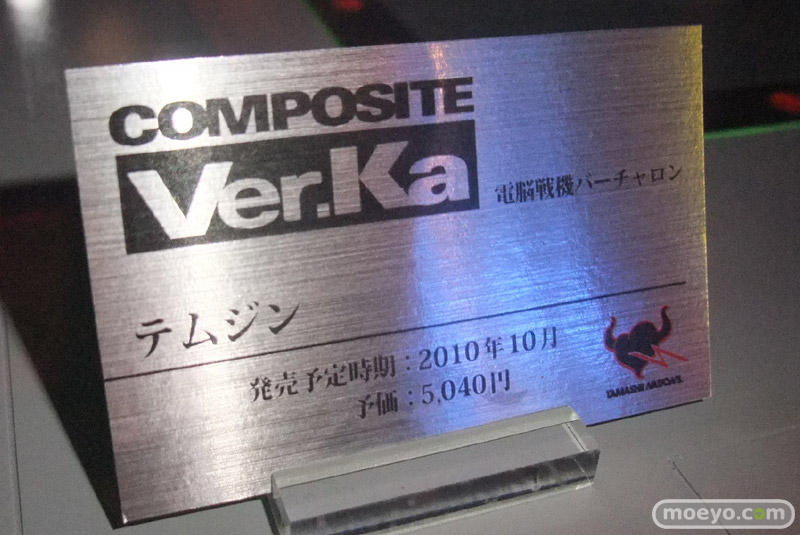 COMPOSITE
Ver.Ka
電脳戦機バーチャロン
テムジン
発売予定時期：2010年10月
予価：5,040円
TAMASHII NATIONS
moeyo.com